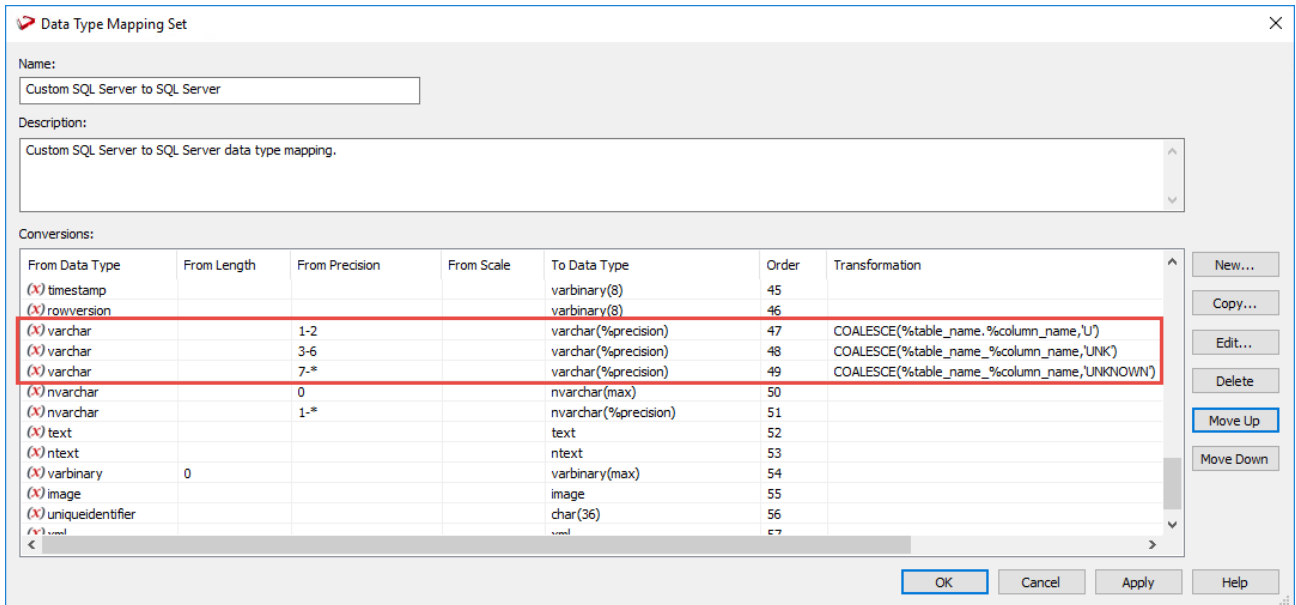 Data Type Mapping Set
Name:
Custom SQL Server to SQL Server
Description:
Custom SQL Server to SQL Server data type mapping.
Conversions:
From Data Type From Length From Precision From Scale To Data Type Order Transformation
(x) timestamp varbinary(8) 45
(x) rowversion varbinary(8) 46
(x) varchar 1-2 varchar(%precision) 47 COALESCE(%table_name.%column_name,'U')
(x) varchar 3-6 varchar(%precision) 48 COALESCE(%table_name_%column_name,'UNK')
(x) varchar 7-* varchar(%precision) 49 COALESCE(%table_name_%column_name,'UNKNOWN')
(x) nvarchar 0 nvarchar(max) 50
(x) nvarchar 1-* nvarchar(%precision) 51
(x) text text 52
(x) ntext ntext 53
(x) varbinary 0 varbinary(max) 54
(x) image image 55
(x) uniqueidentifier char(36) 56
(x) xml xml 57
New...
Copy...
Edit...
Delete
Move Up
Move Down
OK Cancel Apply Help